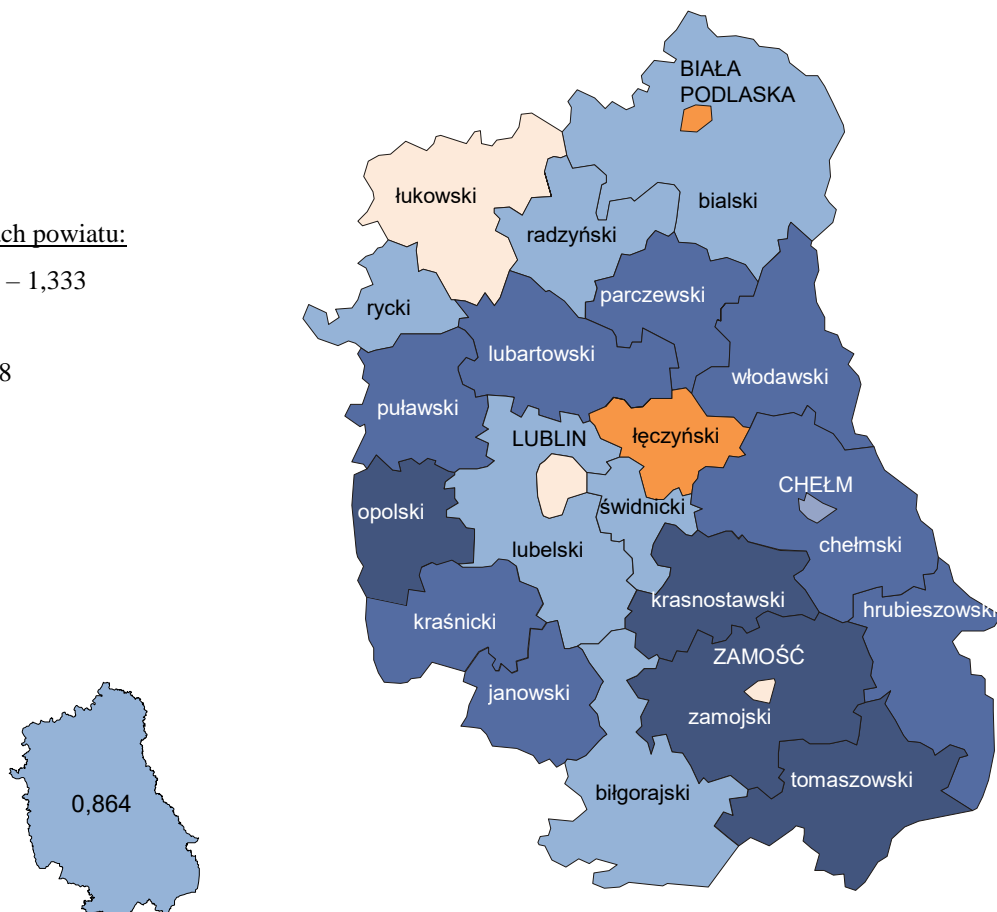 BIAŁA
PODLASKA
łukowski
bialski
ach powiatu:
radzyński
– 1,333
parczewski
rycki
lubartowski
8
włodawski
puławski
LUBLIN
łęczyński
CHEŁM
opolski
świdnicki
lubelski
chełmski
krasnostawski
hrubieszowski
kraśnicki
ZAMOŚĆ
janowski
zamojski
tomaszowski
biłgorajski
0,864